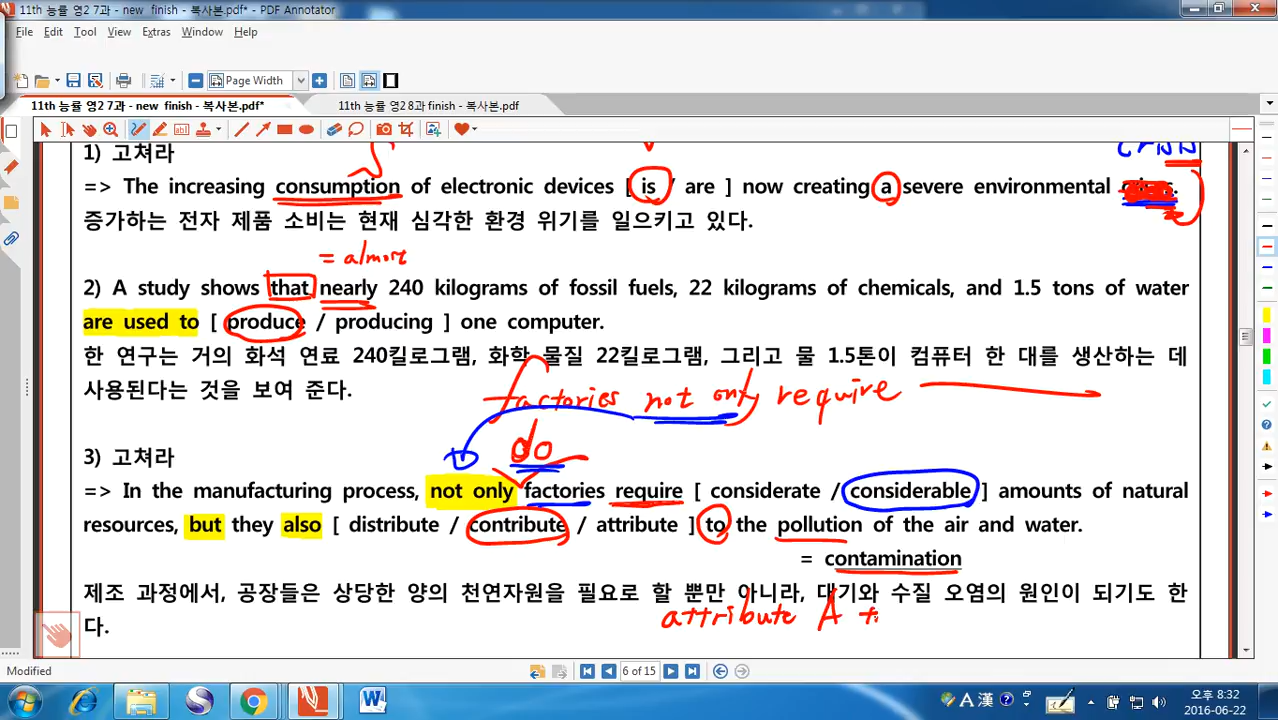 11th 능률 영2 7과 - new finish - 복사본.pdf* - PDF Annotator
File Edit Tool View Extras Window Help
Page Width
11th 능률 영2 7과 - new finish - 복사본.pdf* 11th 능률 영2 8과 finish - 복사본.pdf
1) 고쳐라
=> The increasing consumption of electronic devices [ is / are ] now creating a severe environmental
증가하는 전자 제품 소비는 현재 심각한 환경 위기를 일으키고 있다.
= almost
2) A study shows that nearly 240 kilograms of fossil fuels, 22 kilograms of chemicals, and 1.5 tons of water
are used to [ produce / producing ] one computer.
한 연구는 거의 화석 연료 240킬로그램, 화학 물질 22킬로그램, 그리고 물 1.5톤이 컴퓨터 한 대를 생산하는 데
사용된다는 것을 보여 준다.
factories not only require
do
3) 고쳐라
=> In the manufacturing process, not only factories require [ considerate / considerable ] amounts of natural
resources, but they also [ distribute / contribute / attribute ] to the pollution of the air and water.
= contamination
제조 과정에서, 공장들은 상당한 양의 천연자원을 필요로 할 뿐만 아니라, 대기와 수질 오염의 원인이 되기도 한
다.
attribute A
Modified 6 of 15
A 漢 오후 8:32
2016-06-22